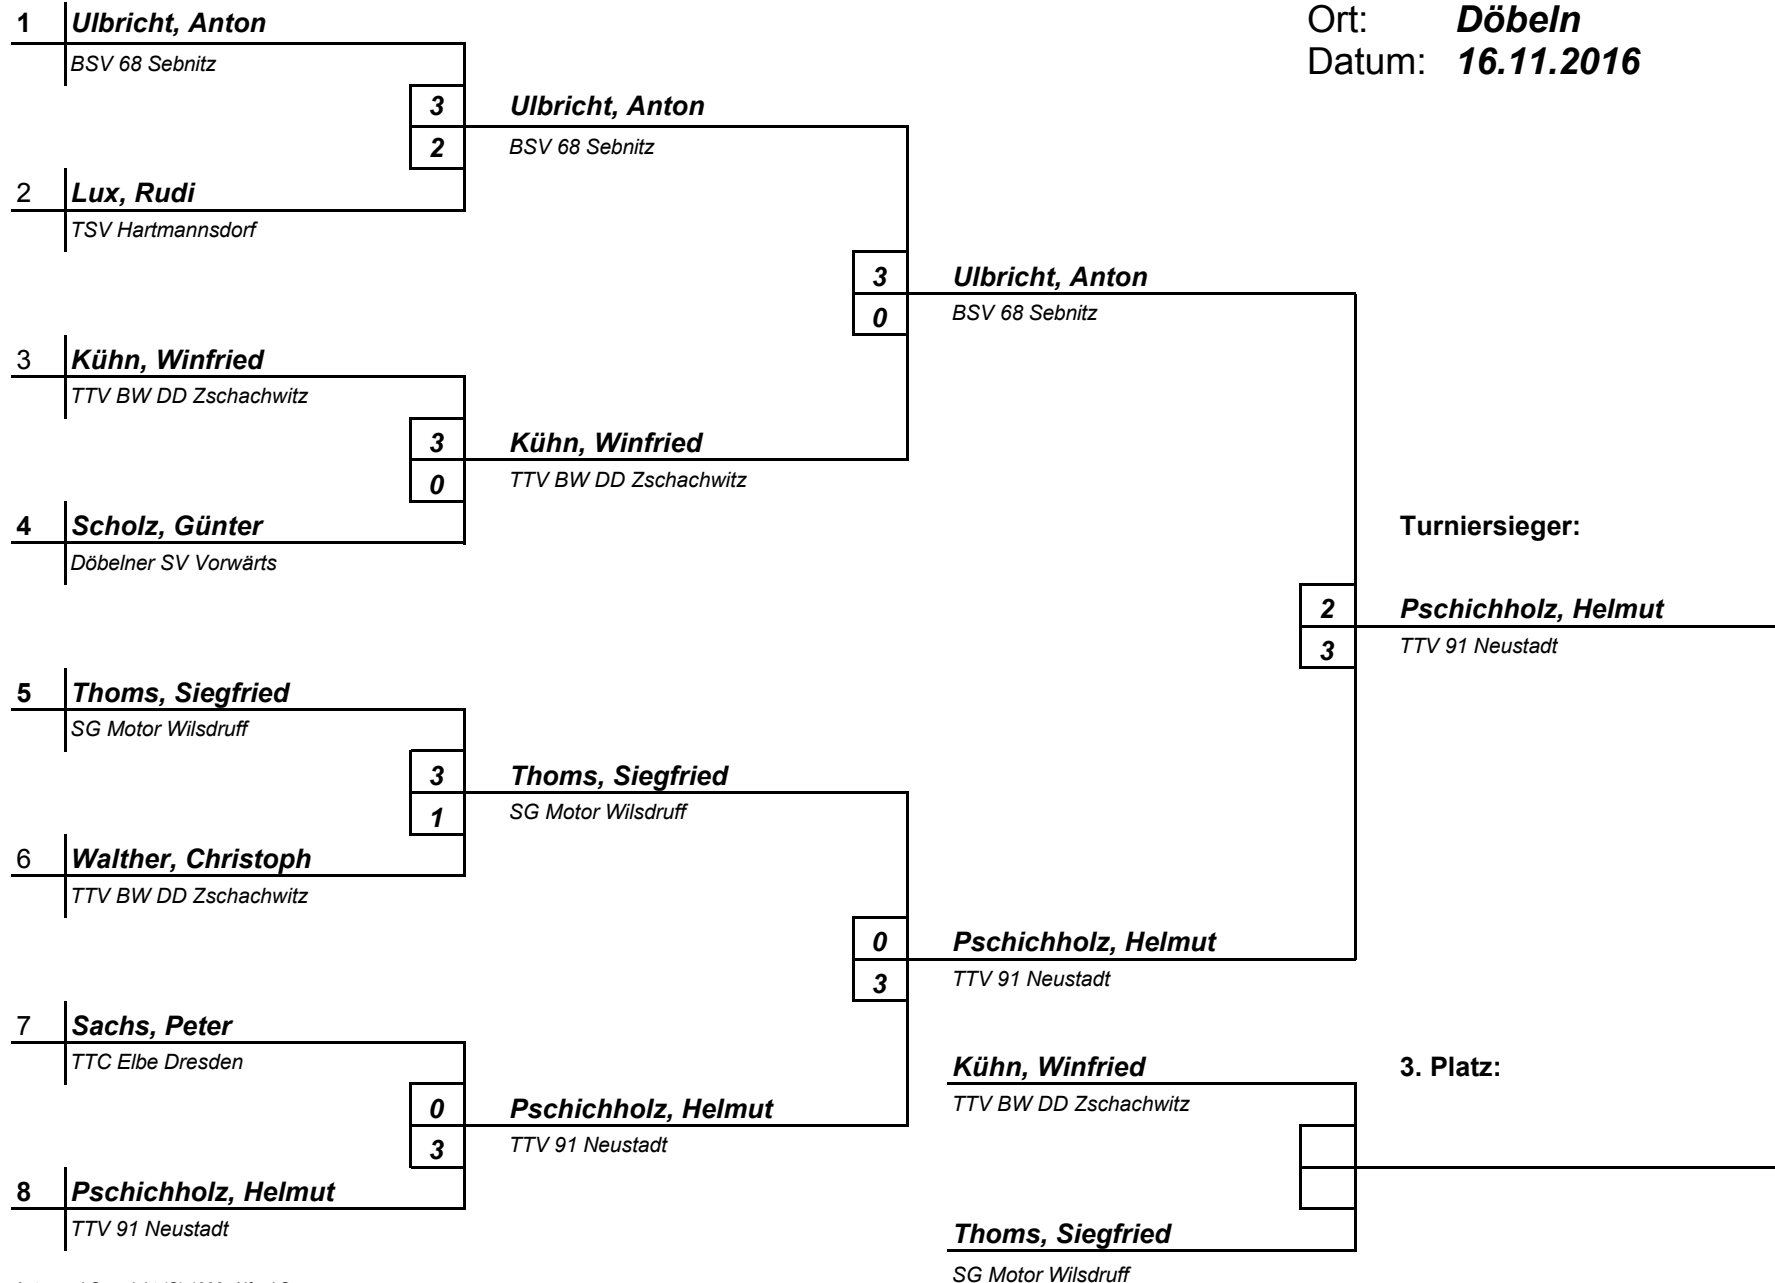 Ort: Döbeln
Datum: 16.11.2016
1 Ulbricht, Anton
BSV 68 Sebnitz
3 Ulbricht, Anton
2 BSV 68 Sebnitz
2 Lux, Rudi
TSV Hartmannsdorf
3 Ulbricht, Anton
0 BSV 68 Sebnitz
3 Kühn, Winfried
TTV BW DD Zschachwitz
3 Kühn, Winfried
0 TTV BW DD Zschachwitz
4 Scholz, Günter
Döbelner SV Vorwärts
Turniersieger:
2 Pschichholz, Helmut
3 TTV 91 Neustadt
5 Thoms, Siegfried
SG Motor Wilsdruff
3 Thoms, Siegfried
1 SG Motor Wilsdruff
6 Walther, Christoph
TTV BW DD Zschachwitz
0 Pschichholz, Helmut
3 TTV 91 Neustadt
7 Sachs, Peter
TTC Elbe Dresden
0 Pschichholz, Helmut
3 TTV 91 Neustadt
8 Pschichholz, Helmut
TTV 91 Neustadt
Kühn, Winfried
TTV BW DD Zschachwitz
3. Platz:
Thoms, Siegfried
SG Motor Wilsdruff